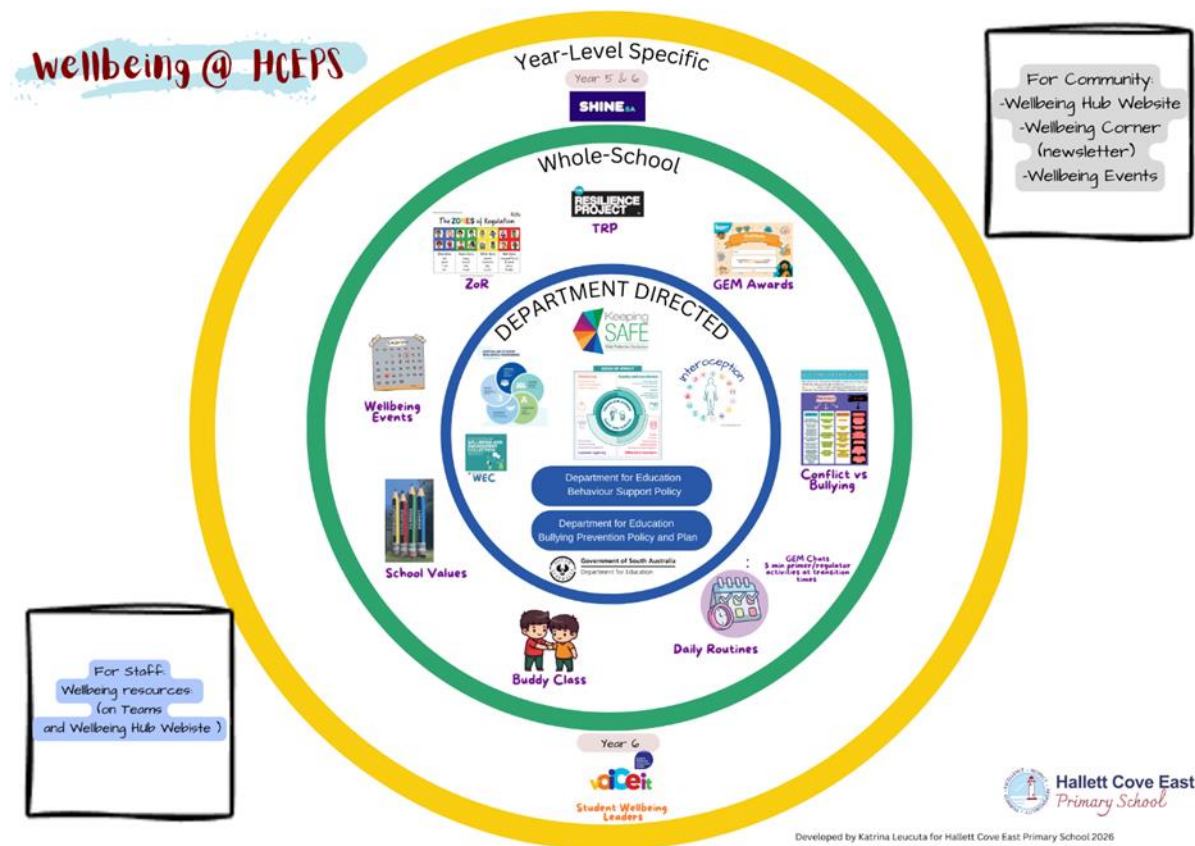 Wellbeing @ HCEPS
Year-Level Specific
Year 5 & 6
SHINE SA
For Community:
-Wellbeing Hub Website
-Wellbeing Corner
(newsletter)
-Wellbeing Events
Whole-School
RESILIENCE
PROJECT
TRP
The ZONES of Regulation
ZoR
GEM Awards
DEPARTMENT DIRECTED
Keeping
SAFE
interoception
Wellbeing
Events
WEC
Conflict vs
Bullying
Department for Education
Behaviour Support Policy
Department for Education
Bullying Prevention Policy and Plan
Government of South Australia
Department for Education
School Values
GEM Chats
5 min primer/regulator
activities at transition
times
Daily Routines
Buddy Class
For Staff:
Wellbeing resources:
(on Teams
and Wellbeing HUb Webiste )
Year 6
voiceit
Student Wellbeing
Leaders
Hallett Cove East
Primary School
Developed by Katrina Leucuta for Hallett Cove East Primary School 2026